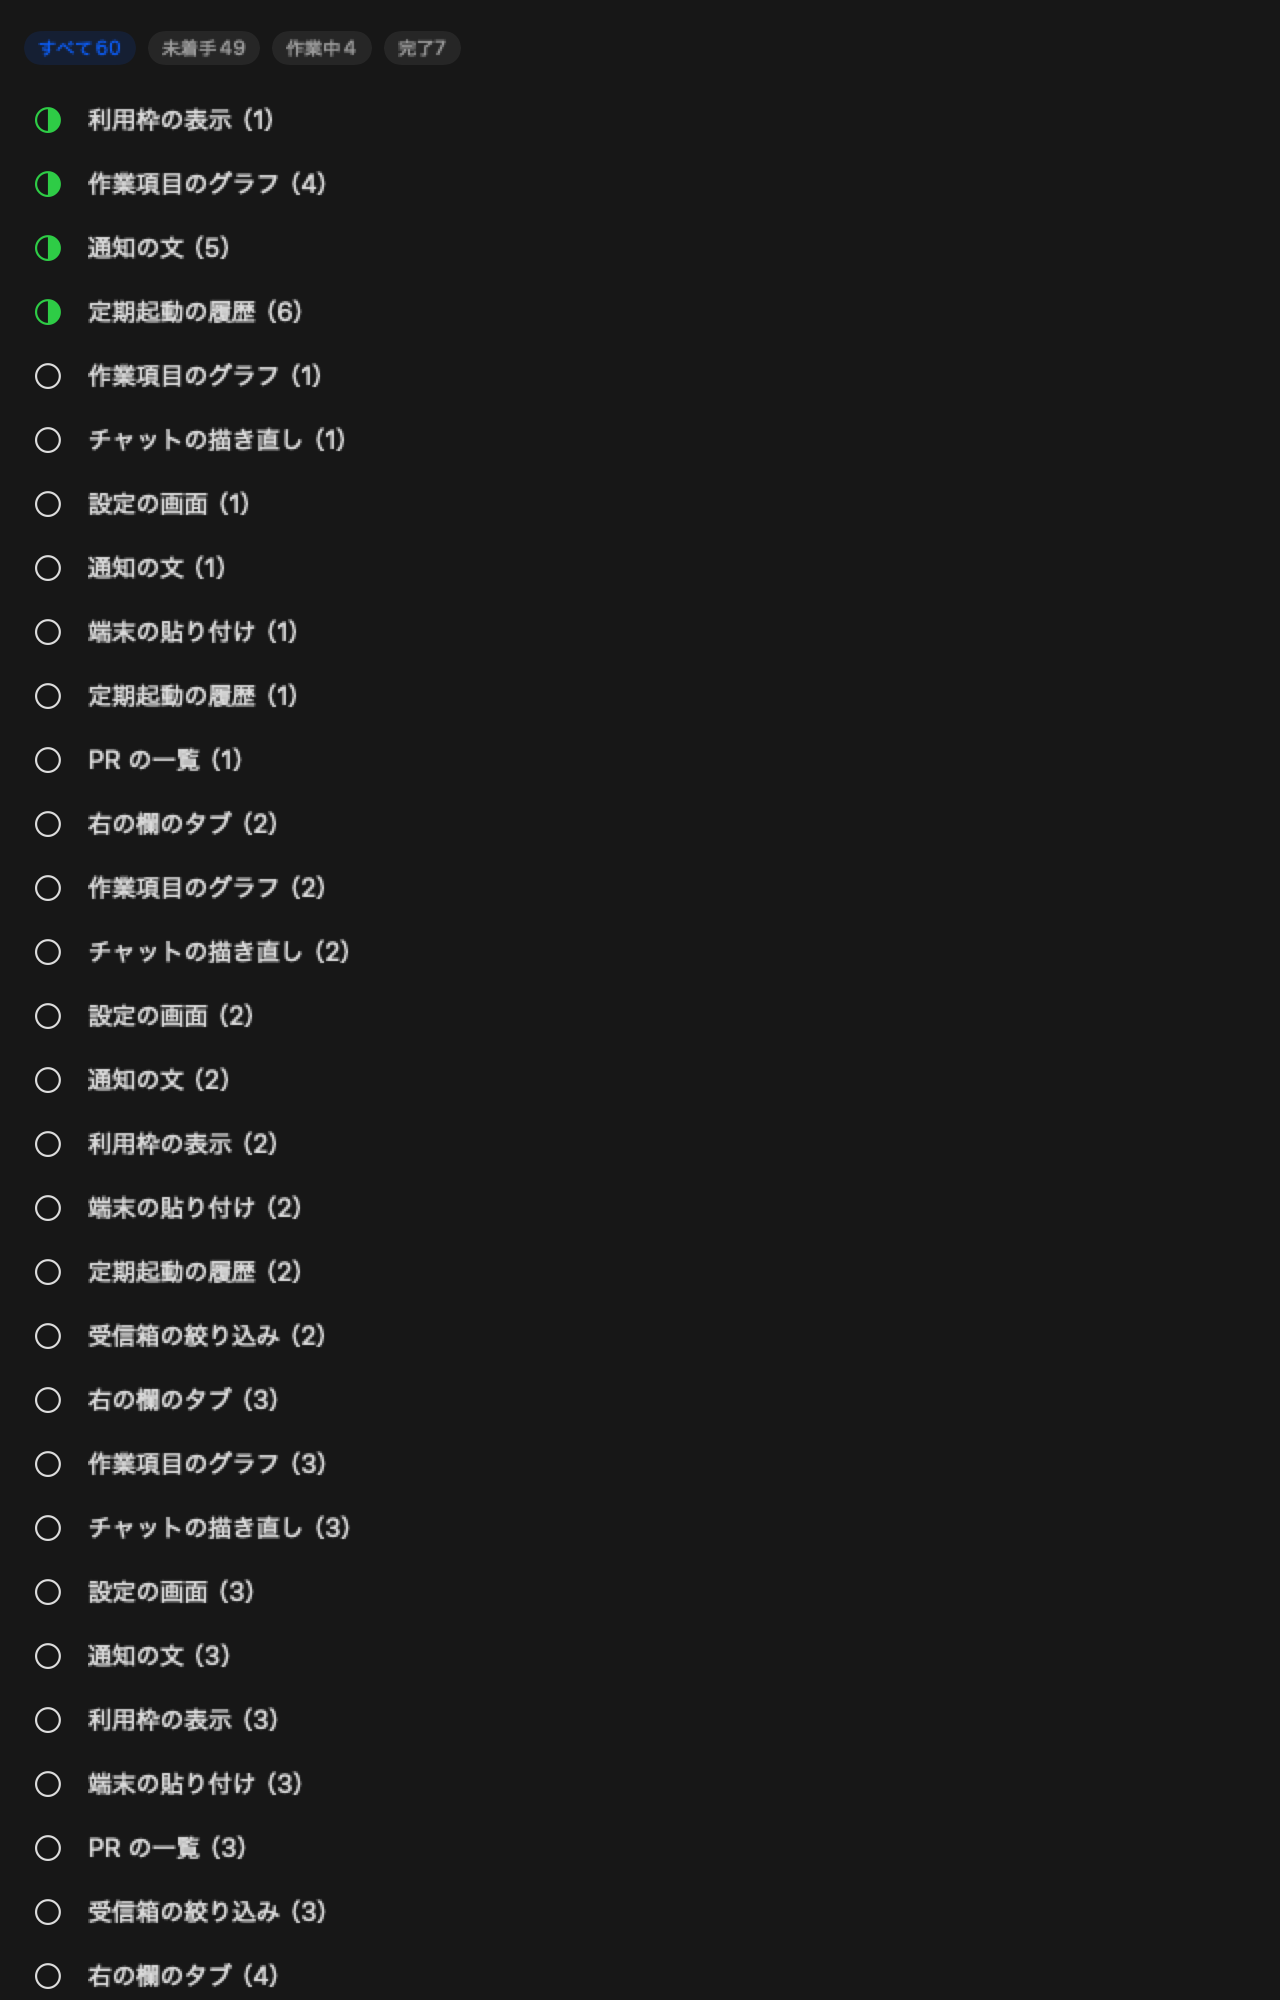 すべて 60 未着手 49 作業中 4 完了 7
利用枠の表示（1）
作業項目のグラフ（4）
通知の文（5）
定期起動の履歴（6）
作業項目のグラフ（1）
チャットの描き直し（1）
設定の画面（1）
通知の文（1）
端末の貼り付け（1）
定期起動の履歴（1）
PR の一覧（1）
右の欄のタブ（2）
作業項目のグラフ（2）
チャットの描き直し（2）
設定の画面（2）
通知の文（2）
利用枠の表示（2）
端末の貼り付け（2）
定期起動の履歴（2）
受信箱の絞り込み（2）
右の欄のタブ（3）
作業項目のグラフ（3）
チャットの描き直し（3）
設定の画面（3）
通知の文（3）
利用枠の表示（3）
端末の貼り付け（3）
PR の一覧（3）
受信箱の絞り込み（3）
右の欄のタブ（4）